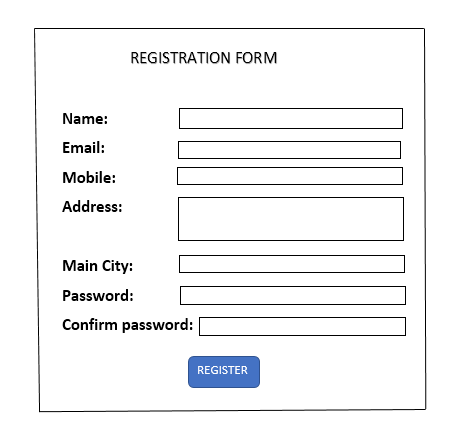 REGISTRATION FORM
Name:
Email:
Mobile:
Address:
Main City:
Password:
Confirm password:
REGISTER